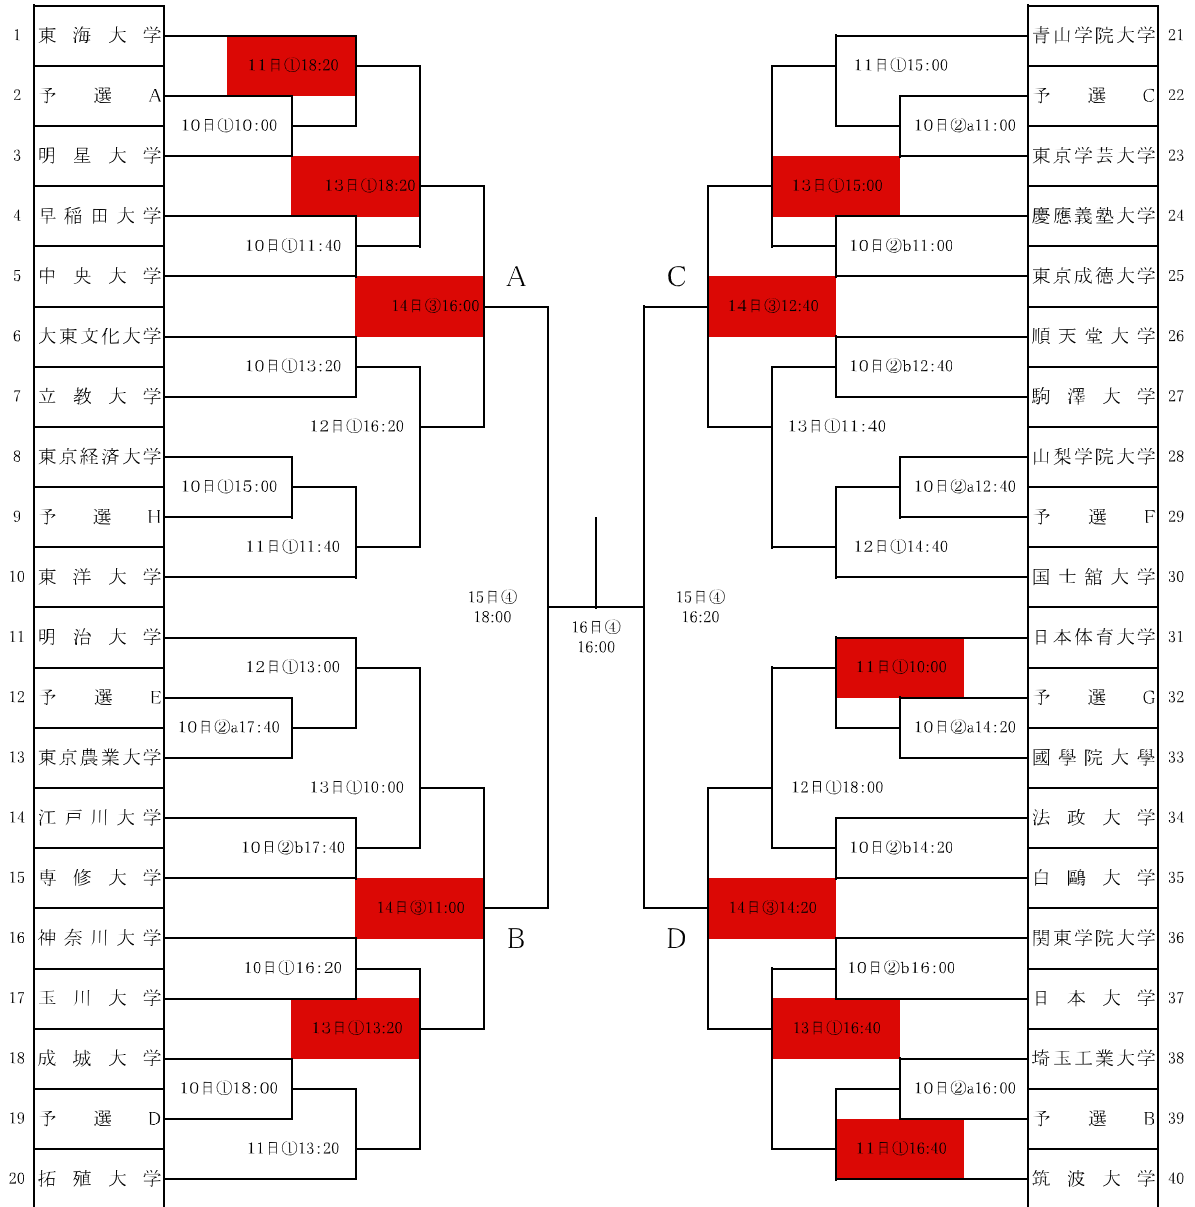 1 東海大学
11日①18:20
2 予選A
10日①10:00
3 明星大学
13日①18:20
4 早稲田大学
10日①11:40
5 中央大学
A
14日③16:00
6 大東文化大学
10日①13:20
7 立教大学
12日①16:20
8 東京経済大学
10日①15:00
9 予選H
11日①11:40
10 東洋大学
15日④
18:00
11 明治大学
12日①13:00
12 予選E
10日②a17:40
13 東京農業大学
13日①10:00
14 江戸川大学
10日②b17:40
15 専修大学
14日③11:00
16 神奈川大学
B
10日①16:20
17 玉川大学
13日①13:20
18 成城大学
10日①18:00
19 予選D
11日①13:20
20 拓殖大学
16日④
16:00
青山学院大学 21
11日①15:00
予選C 22
10日②a11:00
東京学芸大学 23
13日①15:00
慶應義塾大学 24
10日②b11:00
東京成徳大学 25
C
14日③12:40
順天堂大学 26
10日②b12:40
駒澤大学 27
13日①11:40
山梨学院大学 28
10日②a12:40
予選F 29
12日①14:40
国士舘大学 30
15日④
16:20
日本体育大学 31
11日①10:00
予選G 32
10日②a14:20
國學院大學 33
12日①18:00
法政大学 34
10日②b14:20
白鷗大学 35
14日③14:20
関東学院大学 36
D
10日②b16:00
日本大学 37
13日①16:40
埼玉工業大学 38
10日②a16:00
予選B 39
11日①16:40
筑波大学 40